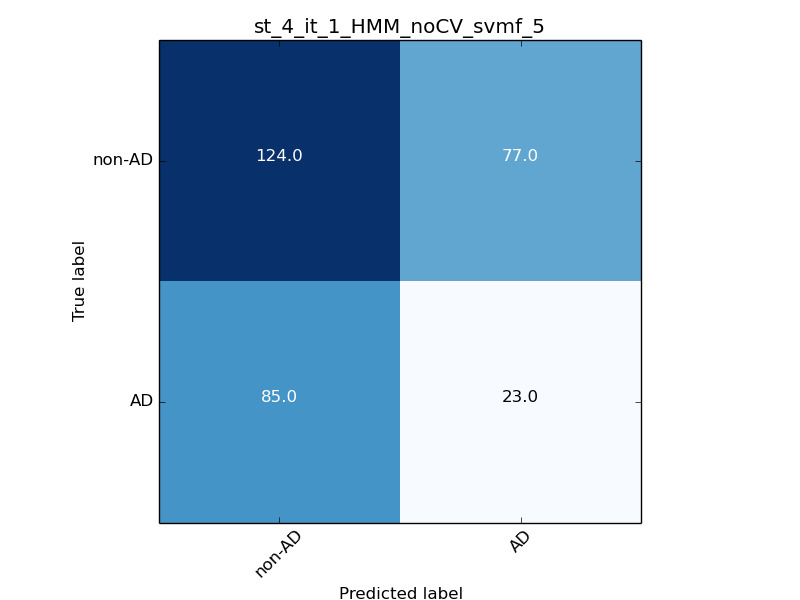 st_4_it_1_HMM_noCV_svmf_5
non-AD
124.0
77.0
True label
AD
85.0
23.0
non-AD
AD
Predicted label